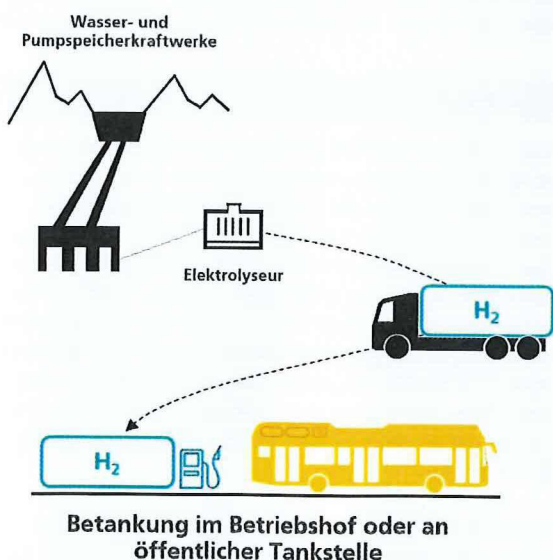 Wasser- und
Pumpspeicherkraftwerke
Elektrolyseur
H₂
H₂
Betankung im Betriebshof oder an
öffentlicher Tankstelle